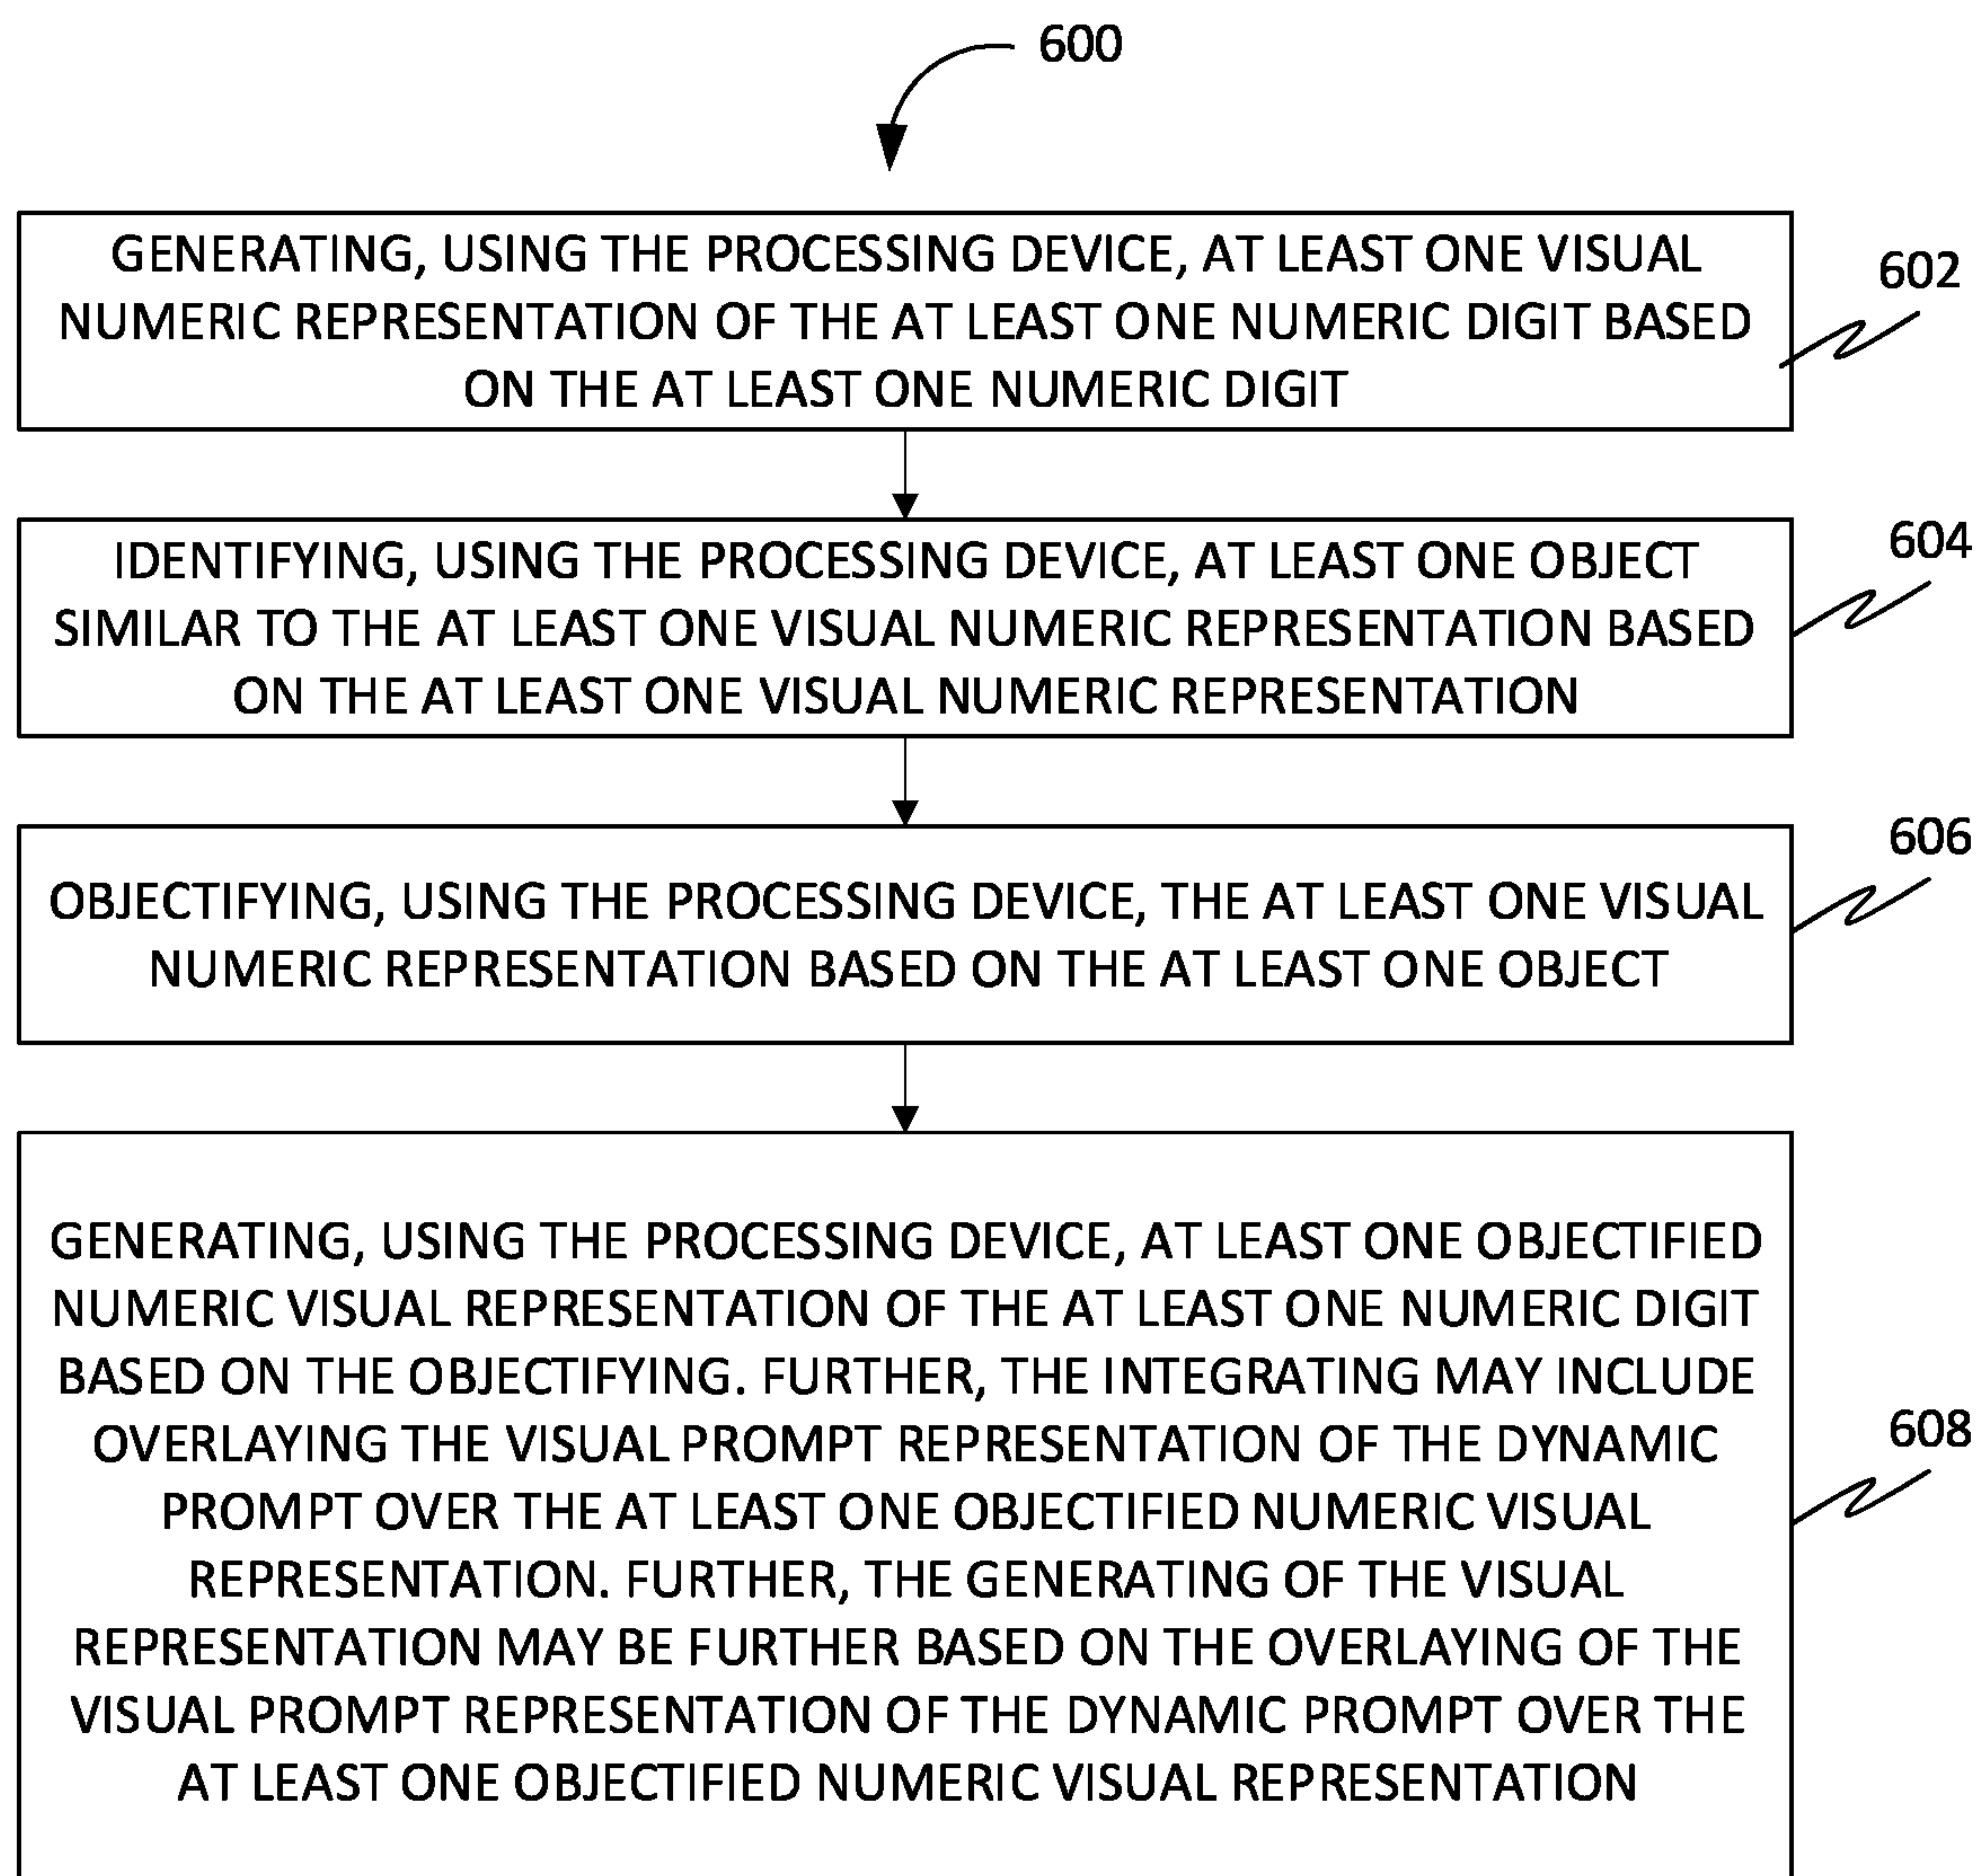 600
GENERATING, USING THE PROCESSING DEVICE, AT LEAST ONE VISUAL
NUMERIC REPRESENTATION OF THE AT LEAST ONE NUMERIC DIGIT BASED
ON THE AT LEAST ONE NUMERIC DIGIT
602
IDENTIFYING, USING THE PROCESSING DEVICE, AT LEAST ONE OBJECT
SIMILAR TO THE AT LEAST ONE VISUAL NUMERIC REPRESENTATION BASED
ON THE AT LEAST ONE VISUAL NUMERIC REPRESENTATION
604
OBJECTIFYING, USING THE PROCESSING DEVICE, THE AT LEAST ONE VISUAL
NUMERIC REPRESENTATION BASED ON THE AT LEAST ONE OBJECT
606
GENERATING, USING THE PROCESSING DEVICE, AT LEAST ONE OBJECTIFIED
NUMERIC VISUAL REPRESENTATION OF THE AT LEAST ONE NUMERIC DIGIT
BASED ON THE OBJECTIFYING. FURTHER, THE INTEGRATING MAY INCLUDE
OVERLAYING THE VISUAL PROMPT REPRESENTATION OF THE DYNAMIC
PROMPT OVER THE AT LEAST ONE OBJECTIFIED NUMERIC VISUAL
REPRESENTATION. FURTHER, THE GENERATING OF THE VISUAL
REPRESENTATION MAY BE FURTHER BASED ON THE OVERLAYING OF THE
VISUAL PROMPT REPRESENTATION OF THE DYNAMIC PROMPT OVER THE
AT LEAST ONE OBJECTIFIED NUMERIC VISUAL REPRESENTATION
608